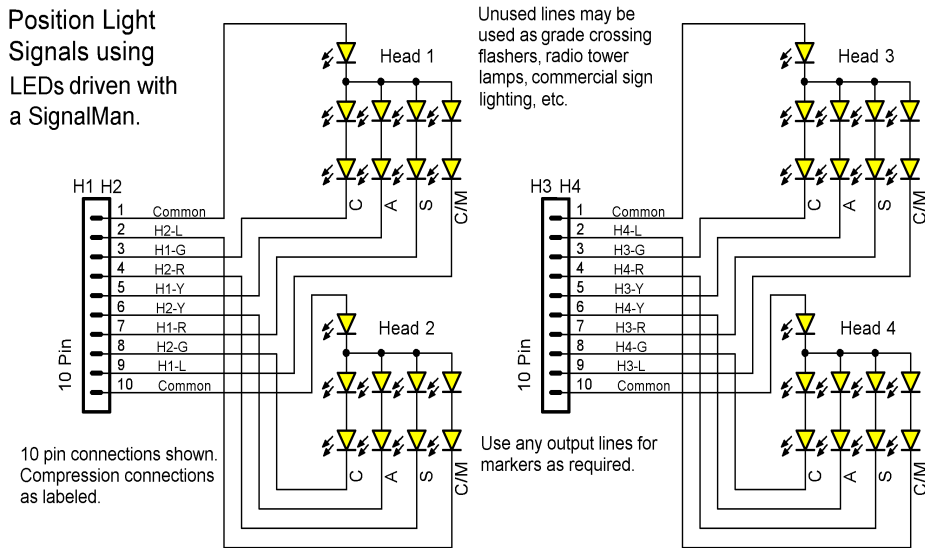 Position Light
Signals using
LEDs driven with
a SignalMan.
Unused lines may be
used as grade crossing
flashers, radio tower
lamps, commercial sign
lighting, etc.
Head 1
C
A
S
C/M
H1 H2
1 Common
2 H2-L
3 H1-G
4 H2-R
5 H1-Y
6 H2-Y
7 H1-R
8 H2-G
9 H1-L
10 Common
10 Pin
Head 2
C
A
S
C/M
10 pin connections shown.
Compression connections
as labeled.
Head 3
C
A
S
C/M
H3 H4
1 Common
2 H4-L
3 H3-G
4 H4-R
5 H3-Y
6 H4-Y
7 H3-R
8 H4-G
9 H3-L
10 Common
10 Pin
Head 4
C
A
S
C/M
Use any output lines for
markers as required.